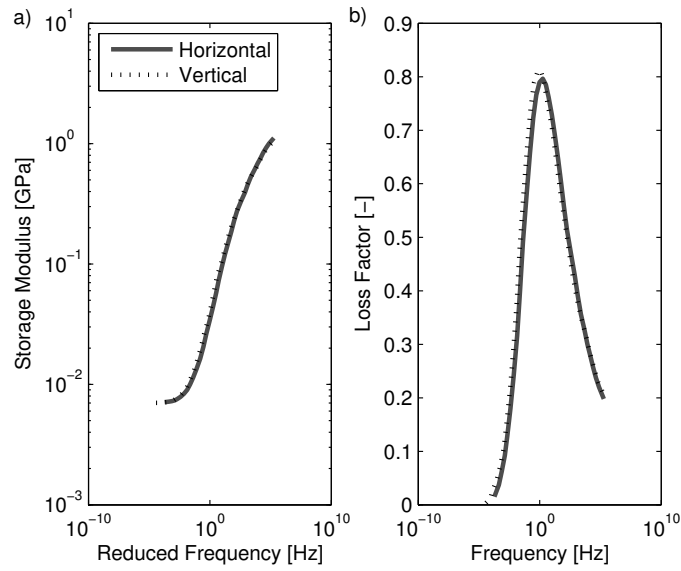 a)
10^1
10^0
10^-1
10^-2
10^-3
Storage Modulus [GPa]
Horizontal
Vertical
10^-10
10^0
10^10
Reduced Frequency [Hz]
b)
0.9
0.8
0.7
0.6
0.5
0.4
0.3
0.2
0.1
0
Loss Factor [-]
10^-10
10^0
10^10
Frequency [Hz]